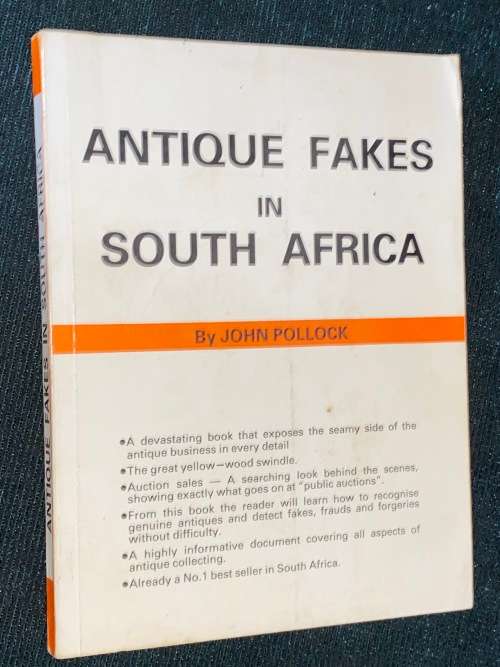 ANTIQUE FAKES
IN
SOUTH AFRICA
By JOHN POLLOCK
•A devastating book that exposes the seamy side of the
antique business in every detail
•The great yellow—wood swindle.
•Auction sales — A searching look behind the scenes,
showing exactly what goes on at "public auctions".
•From this book the reader will learn how to recognise
genuine antiques and detect fakes, frauds and forgeries
without difficulty.
•A highly informative document covering all aspects of
antique collecting.
•Already a No.1 best seller in South Africa.
ANTIQUE FAKES IN SOUTH AFRICA